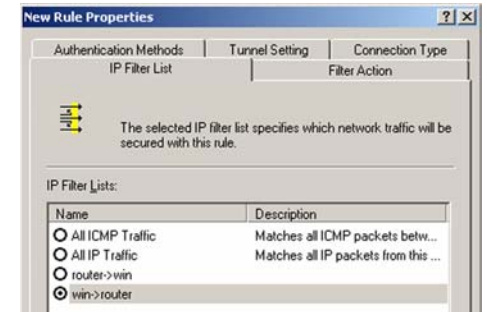 New Rule Properties
Authentication Methods Tunnel Setting Connection Type
IP Filter List Filter Action
The selected IP filter list specifies which network traffic will be
secured with this rule.
IP Filter Lists:
Name Description
All ICMP Traffic Matches all ICMP packets betw...
All IP Traffic Matches all IP packets from this ...
router->win
win->router